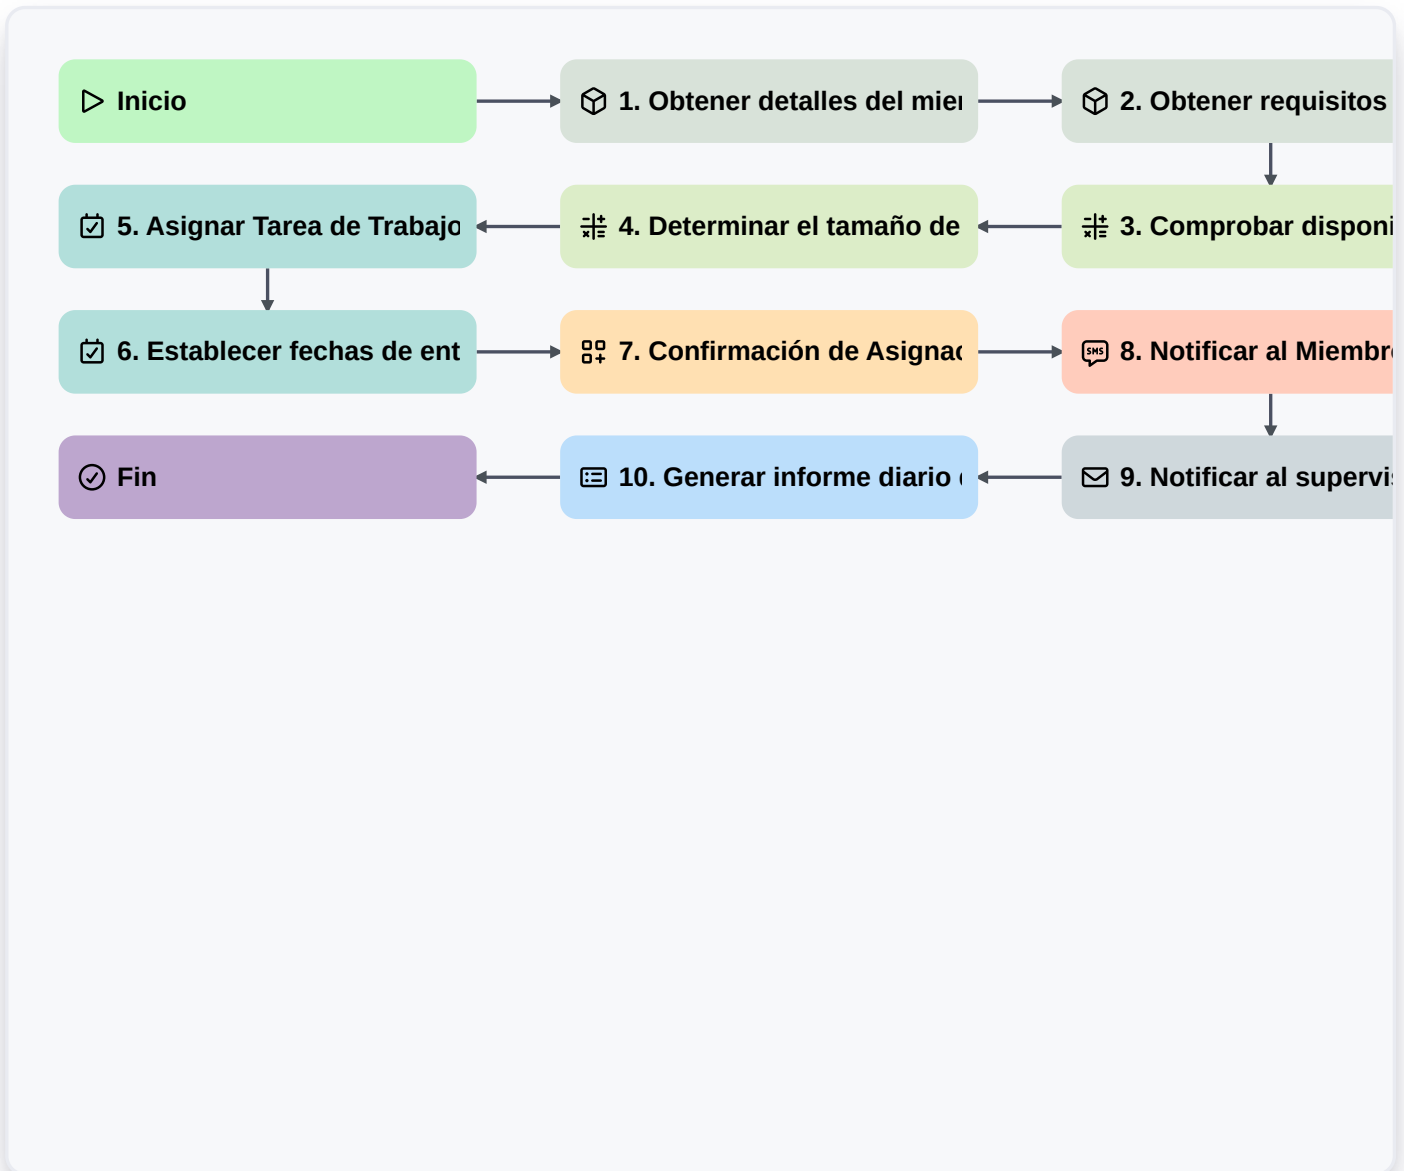 Inicio
1. Obtener detalles del
2. Obtener requisitos
3. Comprobar
4. Determinar el tamaño de
5. Asignar Tarea de Trabajo
6. Establecer fechas de
7. Confirmación de
8. Notificar al
SMS
9. Notificar al
10. Generar informe diario
Fin